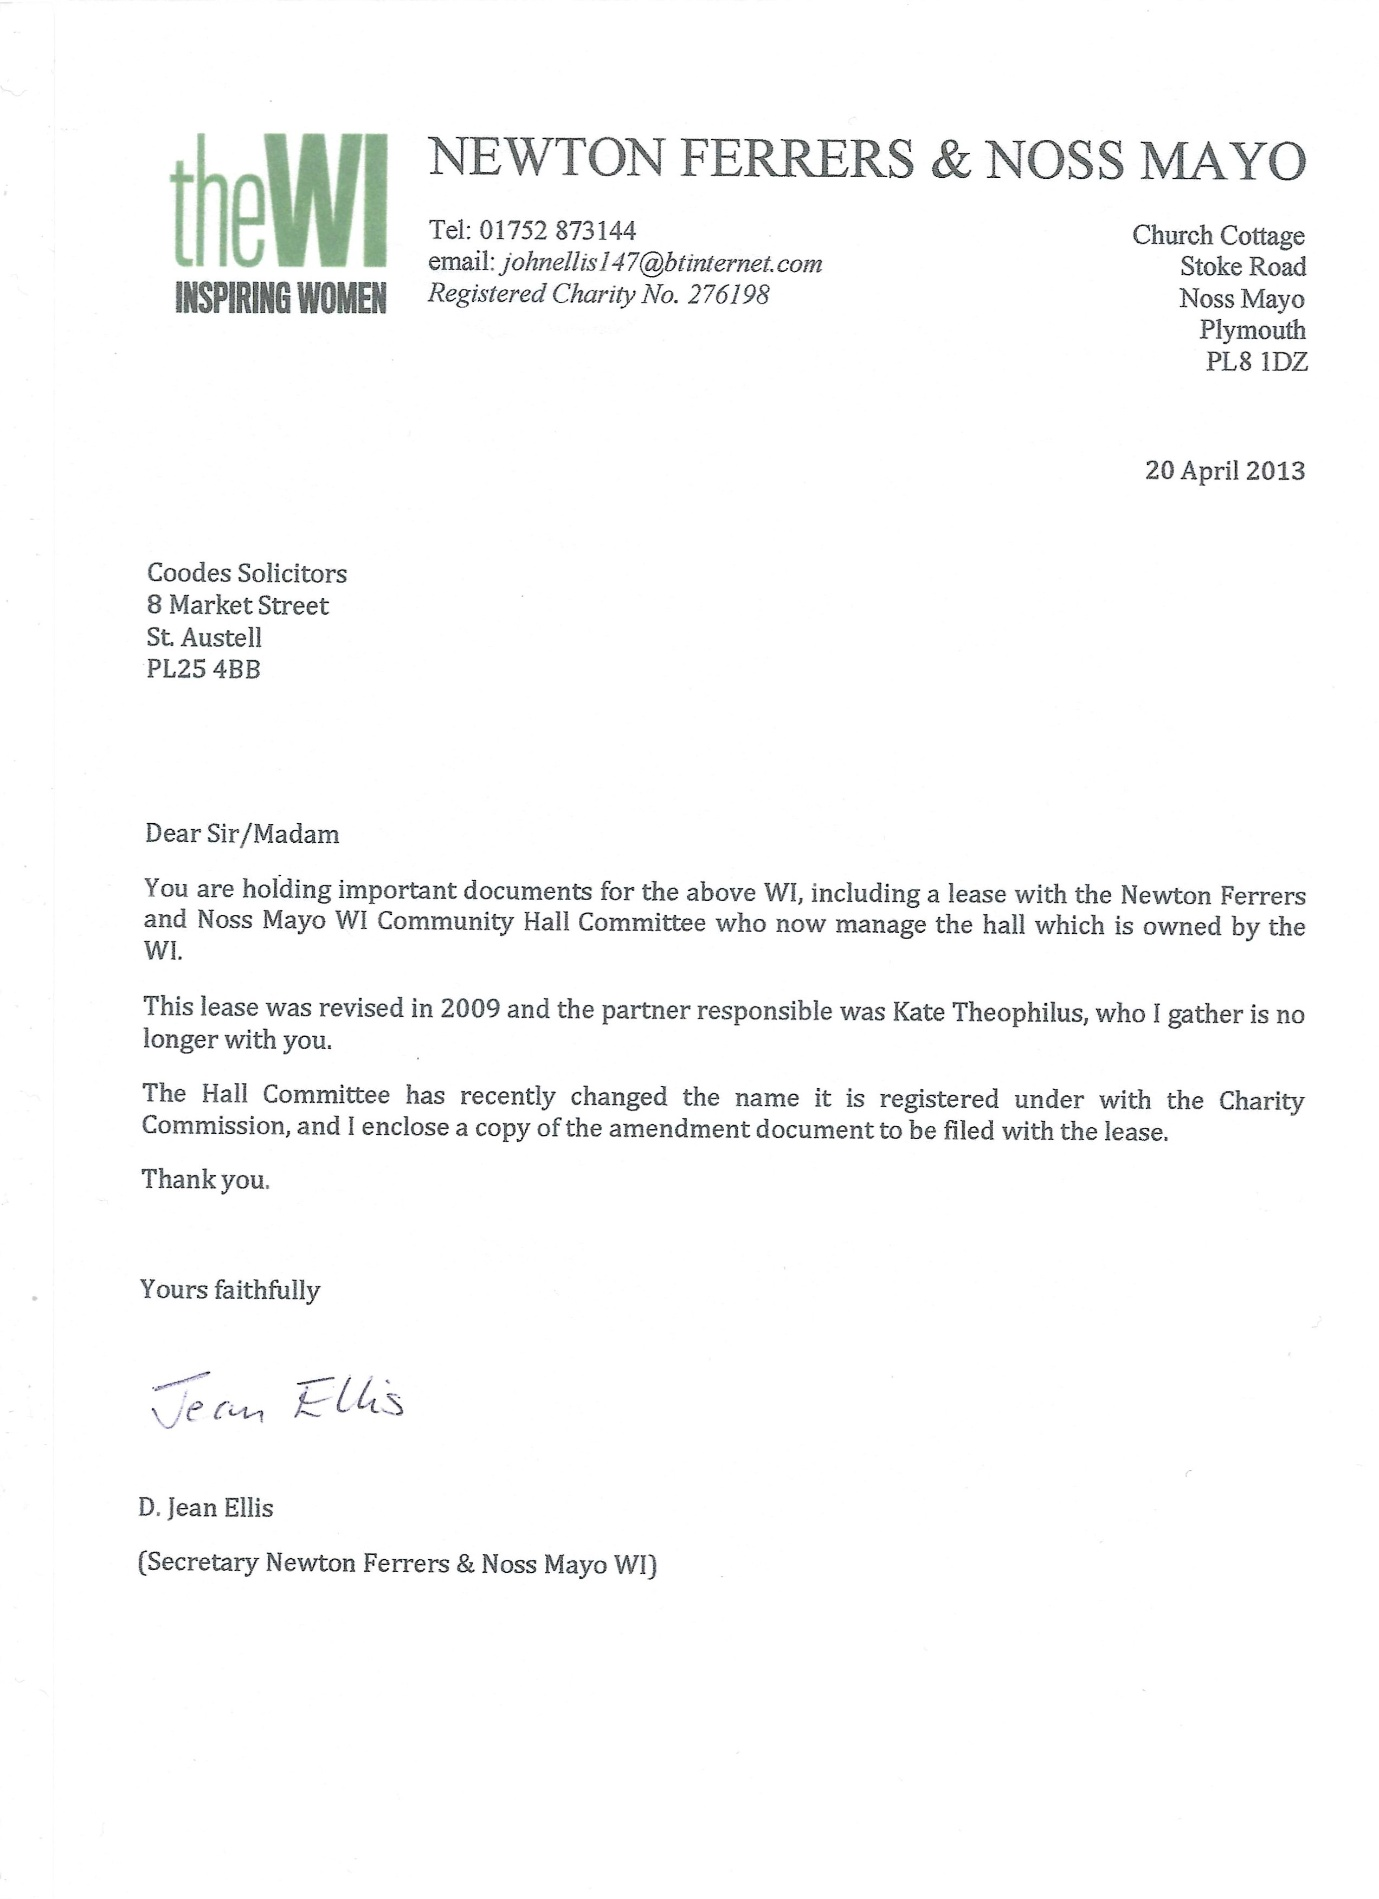 theWI
INSPIRING WOMEN
NEWTON FERRERS & NOSS MAYO
Tel: 01752 873144
email: johnellis147@btinternet.com
Registered Charity No. 276198
Church Cottage
Stoke Road
Noss Mayo
Plymouth
PL8 1DZ
20 April 2013
Coodes Solicitors
8 Market Street
St. Austell
PL25 4BB
Dear Sir/Madam
You are holding important documents for the above WI, including a lease with the Newton Ferrers
and Noss Mayo WI Community Hall Committee who now manage the hall which is owned by the
WI.
This lease was revised in 2009 and the partner responsible was Kate Theophilus, who I gather is no
longer with you.
The Hall Committee has recently changed the name it is registered under with the Charity
Commission, and I enclose a copy of the amendment document to be filed with the lease.
Thank you.
Yours faithfully
Jean Ellis
D. Jean Ellis
(Secretary Newton Ferrers & Noss Mayo WI)